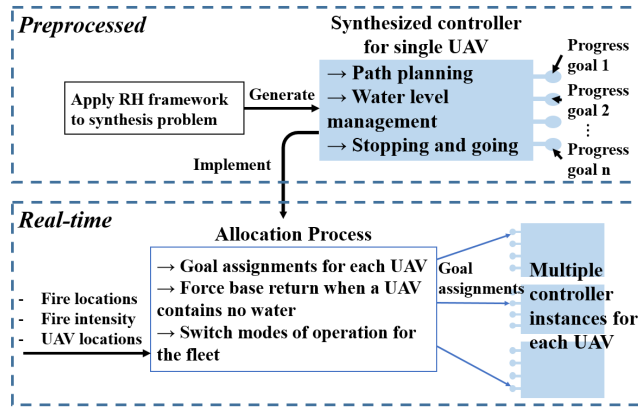 Preprocessed
Synthesized controller
for single UAV
Apply RH framework
to synthesis problem
Generate
→ Path planning
→ Water level
management
→ Stopping and going
Progress
goal 1
Progress
goal 2
⋮
Progress
goal n
Implement
Real-time
Allocation Process
- Fire locations
- Fire intensity
- UAV locations
→ Goal assignments for each UAV
→ Force base return when a UAV
contains no water
→ Switch modes of operation for
the fleet
Goal
assignments
Multiple
controller
instances for
each UAV